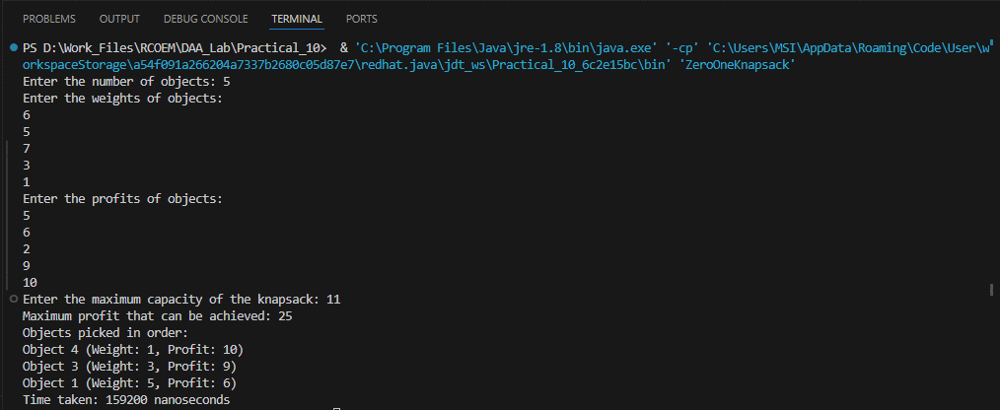 PROBLEMS OUTPUT DEBUG CONSOLE TERMINAL PORTS
PS D:\Work_Files\RCOEM\DAA_Lab\Practical_10> & 'C:\Program Files\Java\jre-1.8\bin\java.exe' '-cp' 'C:\Users\MSI\AppData\Roaming\Code\User\w
orkspaceStorage\a54f091a266204a7337b2680c05d87e7\redhat.java\jdt_ws\Practical_10_6c2e15bc\bin' 'ZeroOneKnapsack'
Enter the number of objects: 5
Enter the weights of objects:
6
5
7
3
1
Enter the profits of objects:
5
6
2
9
10
Enter the maximum capacity of the knapsack: 11
Maximum profit that can be achieved: 25
Objects picked in order:
Object 4 (Weight: 1, Profit: 10)
Object 3 (Weight: 3, Profit: 9)
Object 1 (Weight: 5, Profit: 6)
Time taken: 159200 nanoseconds